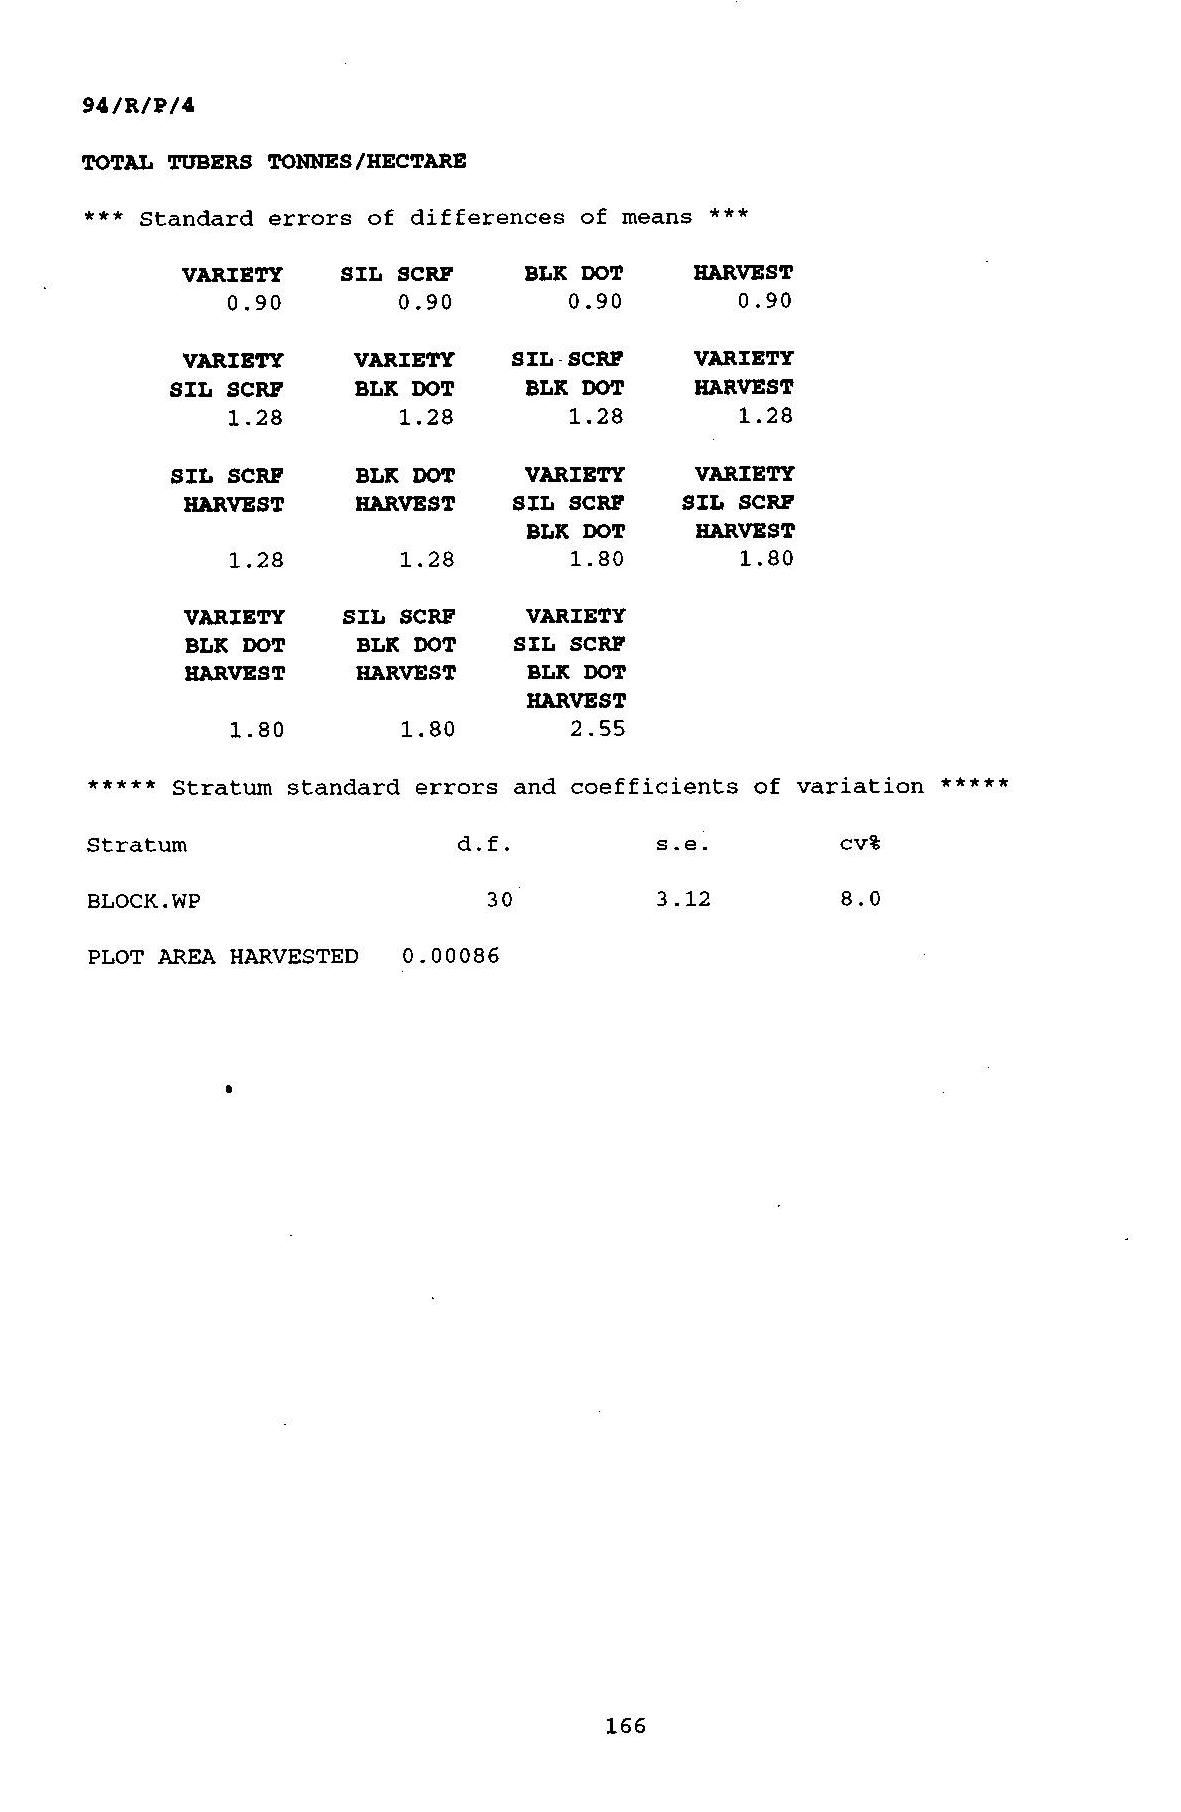 94/R/P/4
TOTAL TUBERS TONNES/HECTARE
*** Standard errors of differences of means ***
VARIETY SIL SCRF BLK DOT HARVEST
0.90 0.90 0.90 0.90
VARIETY VARIETY SIL SCRF VARIETY
SIL SCRF BLK DOT BLK DOT HARVEST
1.28 1.28 1.28 1.28
SIL SCRF BLK DOT VARIETY VARIETY
HARVEST HARVEST SIL SCRF SIL SCRF
BLK DOT HARVEST
1.28 1.28 1.80 1.80
VARIETY SIL SCRF VARIETY
BLK DOT BLK DOT SIL SCRF
HARVEST HARVEST BLK DOT
HARVEST
1.80 1.80 2.55
***** Stratum standard errors and coefficients of variation *****
Stratum d.f. s.e. cv%
BLOCK.WP 30 3.12 8.0
PLOT AREA HARVESTED 0.00086
166